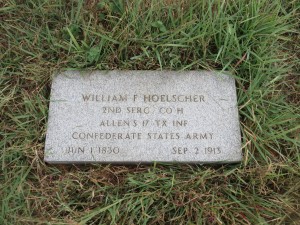 WILLIAM F HOELSCHER
2ND SERG CO H
ALLEN'S 17 TX INF
CONFEDERATE STATES ARMY
JUN 1 1830 SEP 2 1915